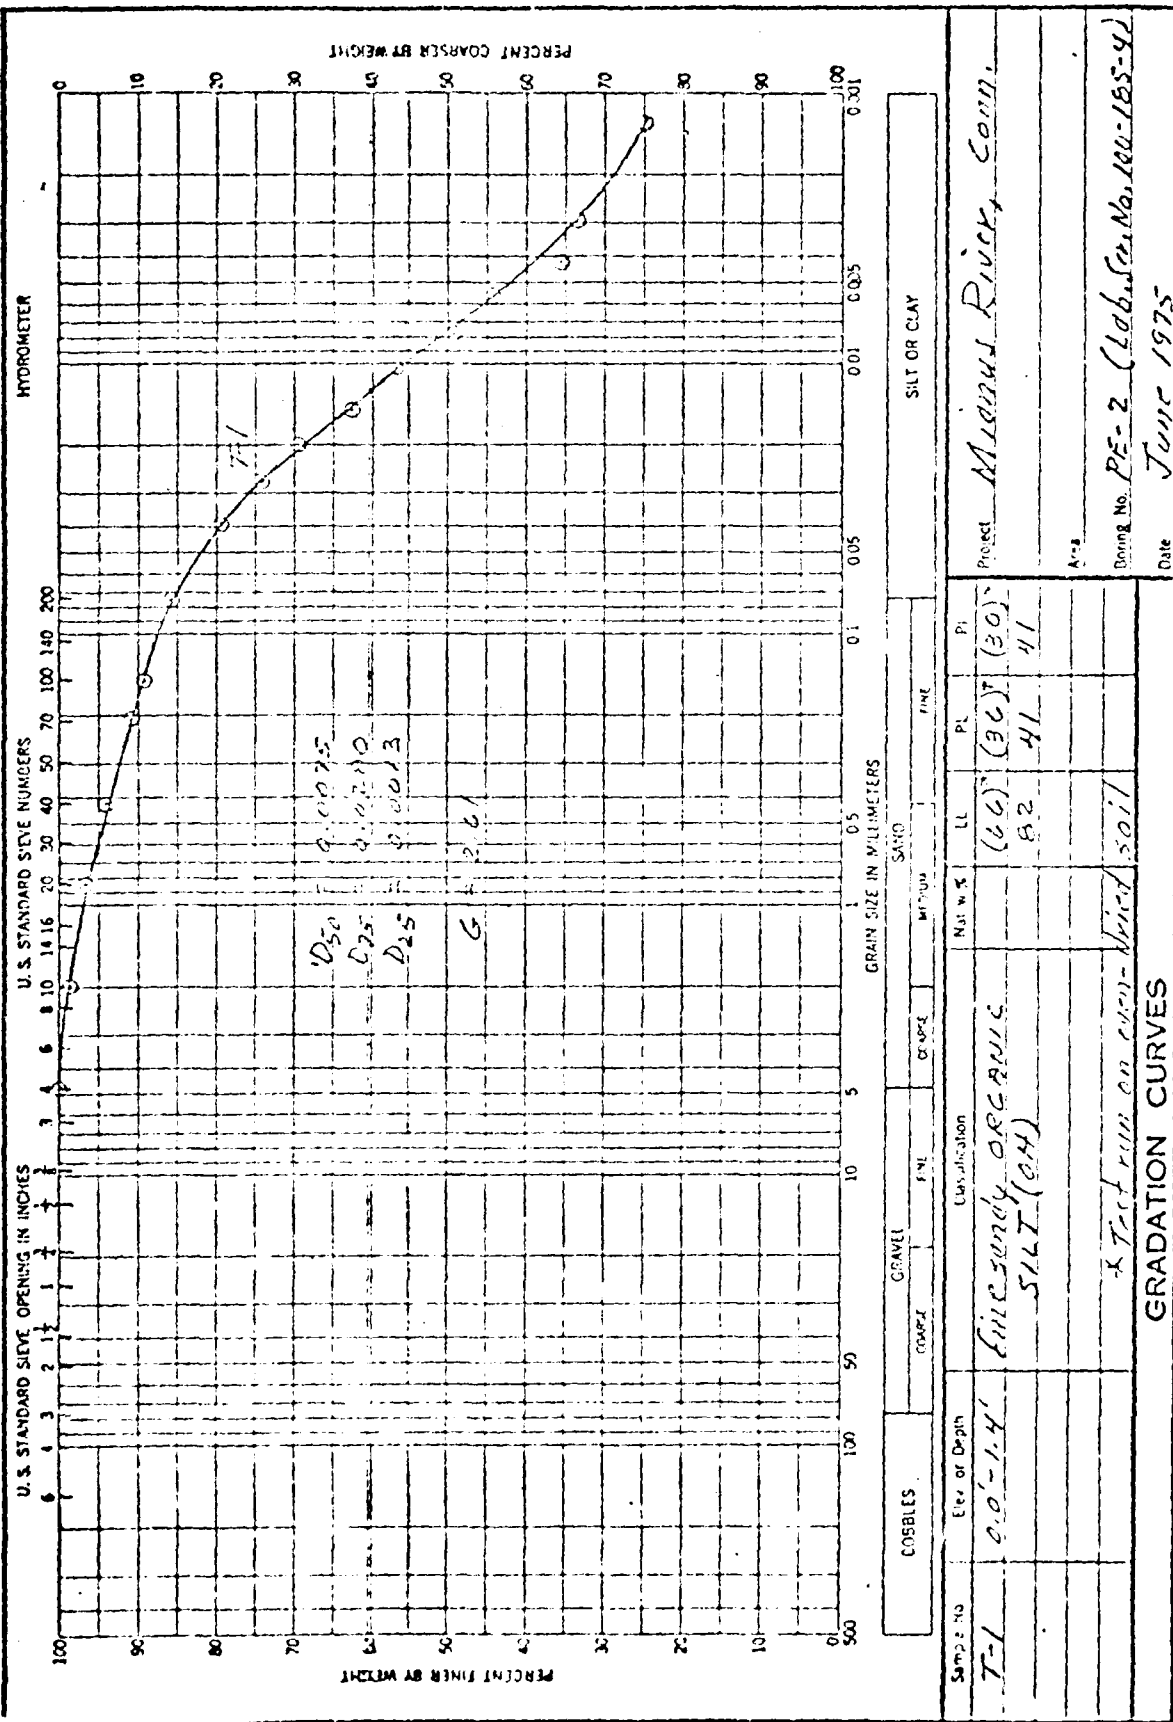 U.S. STANDARD SIEVE OPENING IN INCHES
U.S. STANDARD SIEVE NUMBERS
HYDROMETER
6 4 3 2 1½ 1 ¾ ½ ⅜ 3 4 6 8 10 14 16 20 30 40 50 70 100 140 200
PERCENT FINER BY WEIGHT
100
90
80
70
60
50
40
30
20
10
0
PERCENT COARSER BY WEIGHT
0
10
20
30
40
50
60
70
80
90
100
T-1
D50 = 0.0075
D75
D25 = 0.0013
G = 2.61
500 100 50 10 5 1 0.5 0.1 0.05 0.01 0.005 0.001
GRAIN SIZE IN MILLIMETERS
COBBLES
GRAVEL
COARSE
FINE
SAND
COARSE
MEDIUM
FINE
SILT OR CLAY
Sample No
Elev or Depth
Classification
Nat w %
LL
PL
PI
T-1
0.0'-1.4'
fine sandy ORGANIC
(66)*
(36)*
(30)*
SILT (OH)
82
41
41
* Test run on oven-dried soil
Project Mianus River, Conn.
Area
Boring No. PE-2 (Lab. Ser. No. 100-185-4)
Date June 1975
GRADATION CURVES